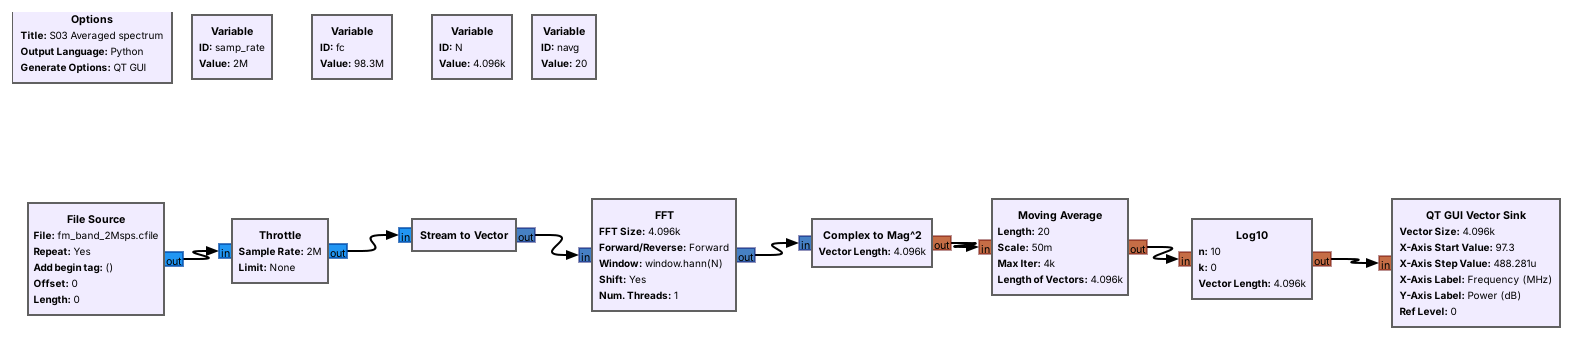 Options
Title: S03 Averaged spectrum
Output Language: Python
Generate Options: QT GUI
Variable
ID: samp_rate
Value: 2M
Variable
ID: fc
Value: 98.3M
Variable
ID: N
Value: 4.096k
Variable
ID: navg
Value: 20
File Source
File: fm_band_2Msps.cfile
Repeat: Yes
Add begin tag: ()
Offset: 0
Length: 0
out
in
Throttle
Sample Rate: 2M
Limit: None
out
in
Stream to Vector
out
in
FFT
FFT Size: 4.096k
Forward/Reverse: Forward
Window: window.hann(N)
Shift: Yes
Num. Threads: 1
out
in
Complex to Mag^2
Vector Length: 4.096k
out
in
Moving Average
Length: 20
Scale: 50m
Max Iter: 4k
Length of Vectors: 4.096k
out
in
Log10
n: 10
k: 0
Vector Length: 4.096k
out
in
QT GUI Vector Sink
Vector Size: 4.096k
X-Axis Start Value: 97.3
X-Axis Step Value: 488.281u
X-Axis Label: Frequency (MHz)
Y-Axis Label: Power (dB)
Ref Level: 0